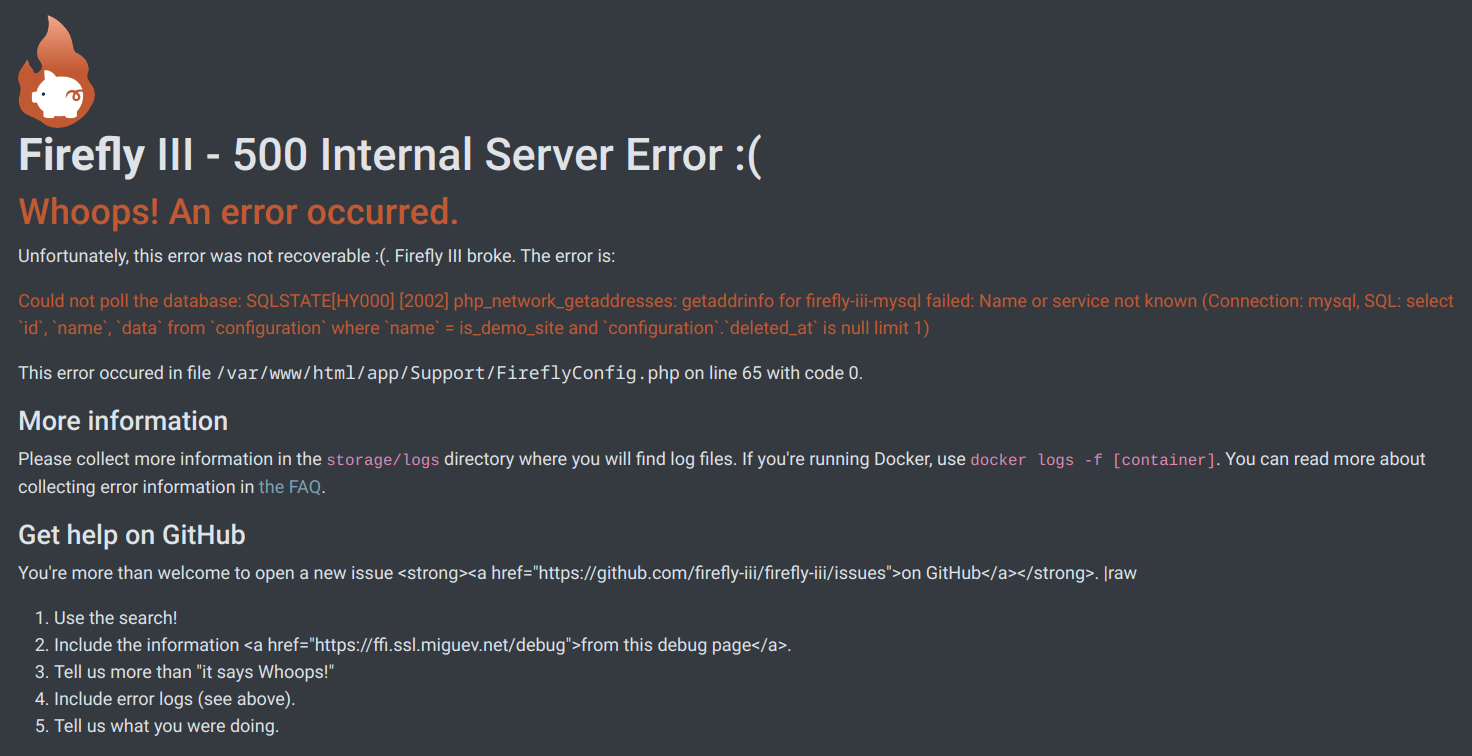 Firefly III - 500 Internal Server Error :(
Whoops! An error occurred.
Unfortunately, this error was not recoverable :(. Firefly III broke. The error is:
Could not poll the database: SQLSTATE[HY000] [2002] php_network_getaddresses: getaddrinfo for firefly-iii-mysql failed: Name or service not known (Connection: mysql, SQL: select
`id`, `name`, `data` from `configuration` where `name` = is_demo_site and `configuration`.`deleted_at` is null limit 1)
This error occured in file /var/www/html/app/Support/FireflyConfig.php on line 65 with code 0.
More information
Please collect more information in the storage/logs directory where you will find log files. If you're running Docker, use docker logs -f [container]. You can read more about
collecting error information in the FAQ.
Get help on GitHub
You're more than welcome to open a new issue <strong><a href="https://github.com/firefly-iii/firefly-iii/issues">on GitHub</a></strong>. |raw
1. Use the search!
2. Include the information <a href="https://ffi.ssl.miguev.net/debug">from this debug page</a>.
3. Tell us more than "it says Whoops!"
4. Include error logs (see above).
5. Tell us what you were doing.